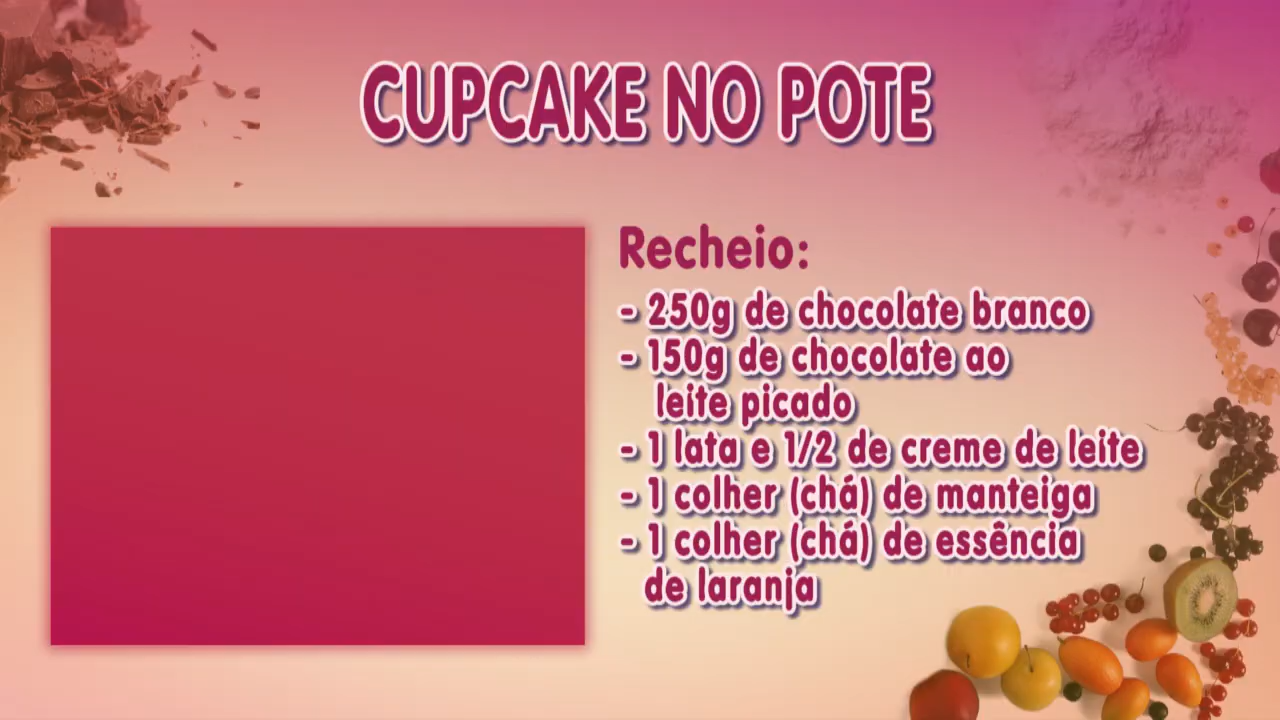 CUPCAKE NO POTE
Recheio:
- 250g de chocolate branco
- 150g de chocolate ao
leite picado
- 1 lata e 1/2 de creme de leite
- 1 colher (chá) de manteiga
- 1 colher (chá) de essência
de laranja